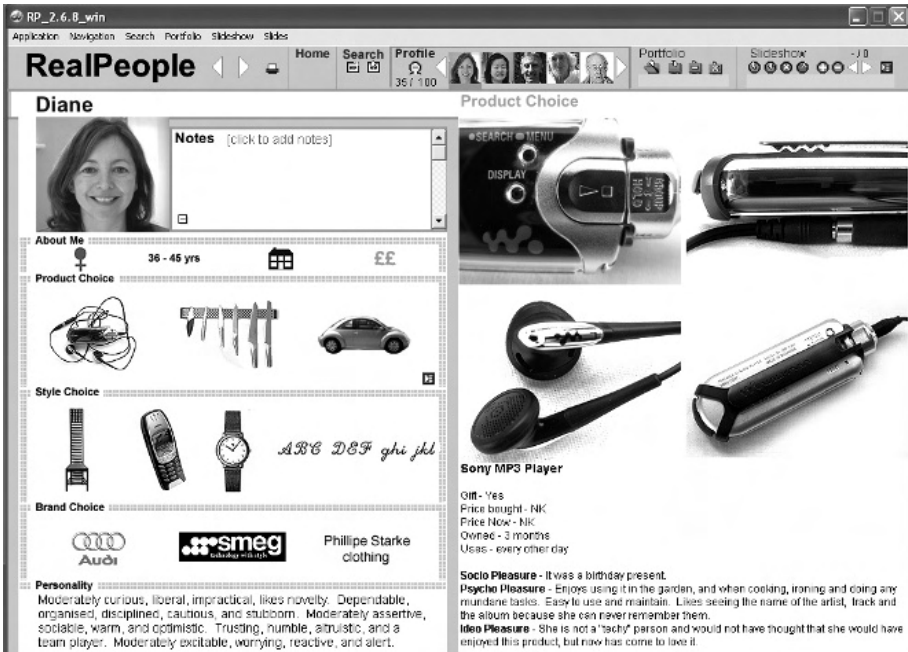 RP_2.6.8_win
Application Navigation Search Portfolio Slideshow Slides
RealPeople
Home
Search
Profile
35 / 100
Portfolio
Slideshow
- / 0
Diane
Notes [click to add notes]
About Me
36 - 45 yrs
££
Product Choice
Style Choice
ABC DEF ghi jkl
Brand Choice
Audi
smeg
technology with style
Phillipe Starke
clothing
Personality
Moderately curious, liberal, impractical, likes novelty. Dependable,
organised, disciplined, cautious, and stubborn. Moderately assertive,
sociable, warm, and optimistic. Trusting, humble, altruistic, and a
team player. Moderately excitable, worrying, reactive, and alert.
Product Choice
SEARCH MENU
DISPLAY
HOLD
Sony MP3 Player
Gift - Yes
Price bought - NK
Price Now - NK
Owned - 3 months
Uses - every other day
Socio Pleasure - It was a birthday present.
Psycho Pleasure - Enjoys using it in the garden, and when cooking, ironing and doing any
mundane tasks. Easy to use and maintain. Likes seeing the name of the artist, track and
the album because she can never remember them.
Ideo Pleasure - She is not a "techy" person and would not have thought that she would have
enjoyed this product, but now has come to love it.